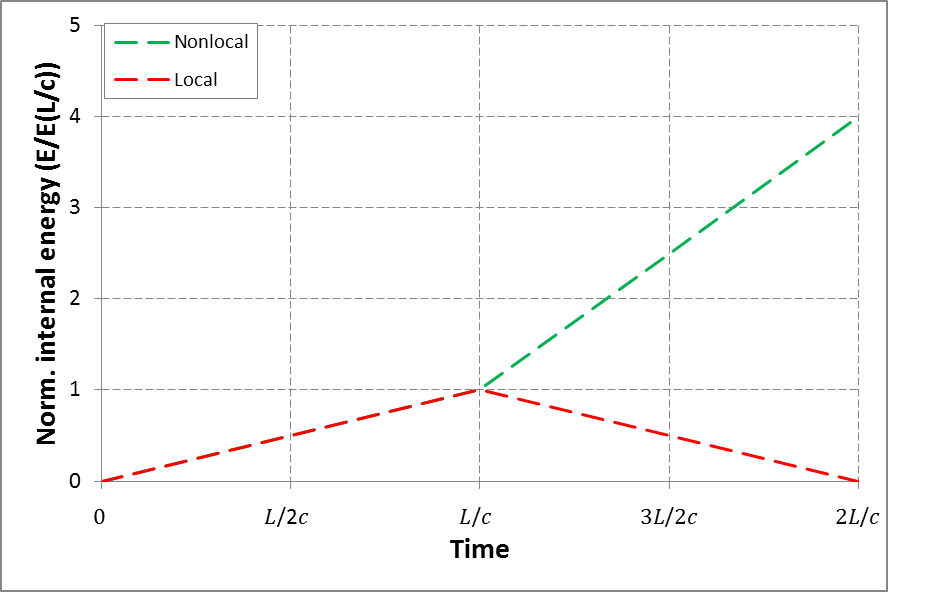 Norm. internal energy (E/E(L/c))
5
4
3
2
1
0
Nonlocal
Local
0 L/2c L/c 3L/2c 2L/c
Time